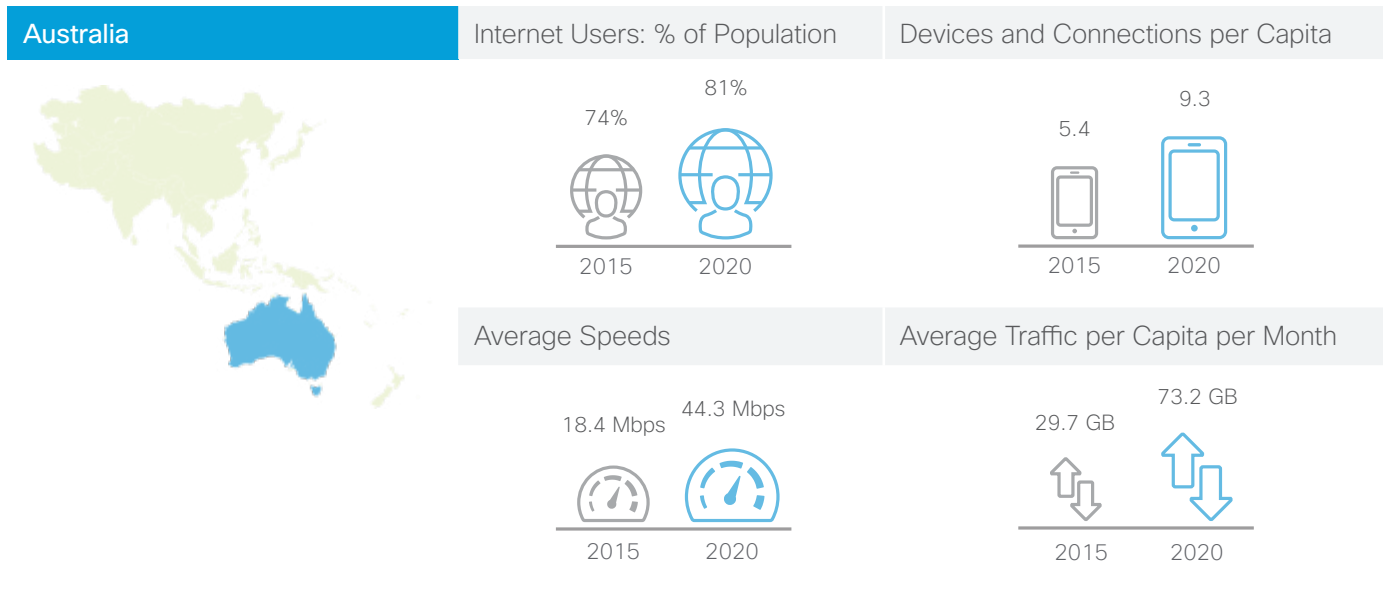 Australia
Internet Users: % of Population
74%
81%
2015 2020
Devices and Connections per Capita
5.4
9.3
2015 2020
Average Speeds
18.4 Mbps
44.3 Mbps
2015 2020
Average Traffic per Capita per Month
29.7 GB
73.2 GB
2015 2020